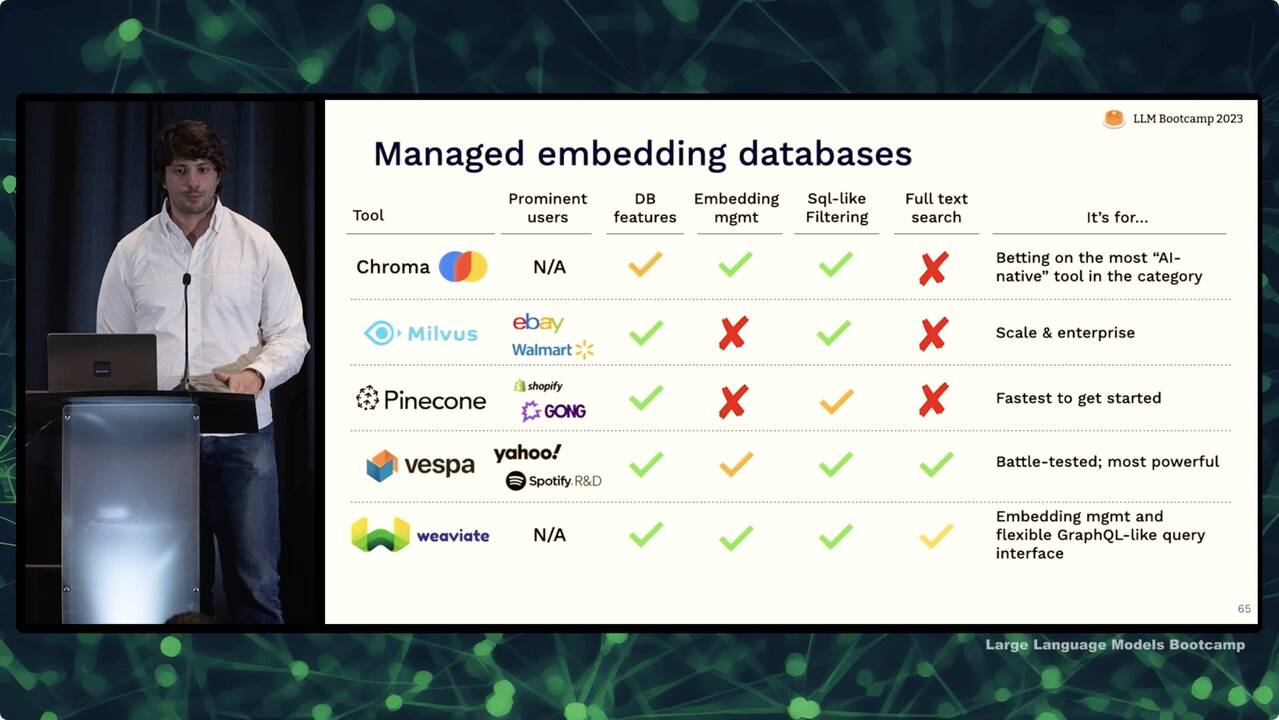 LLM Bootcamp 2023
Managed embedding databases
Tool
Prominent
users
DB
features
Embedding
mgmt
Sql-like
Filtering
Full text
search
It's for...
Chroma
N/A
Betting on the most “AI-
native” tool in the category
Milvus
ebay
Walmart
Scale & enterprise
Pinecone
shopify
GONG
Fastest to get started
vespa
yahoo!
Spotify R&D
Battle-tested; most powerful
weaviate
N/A
Embedding mgmt and
flexible GraphQL-like query
interface
65
Large Language Models Bootcamp